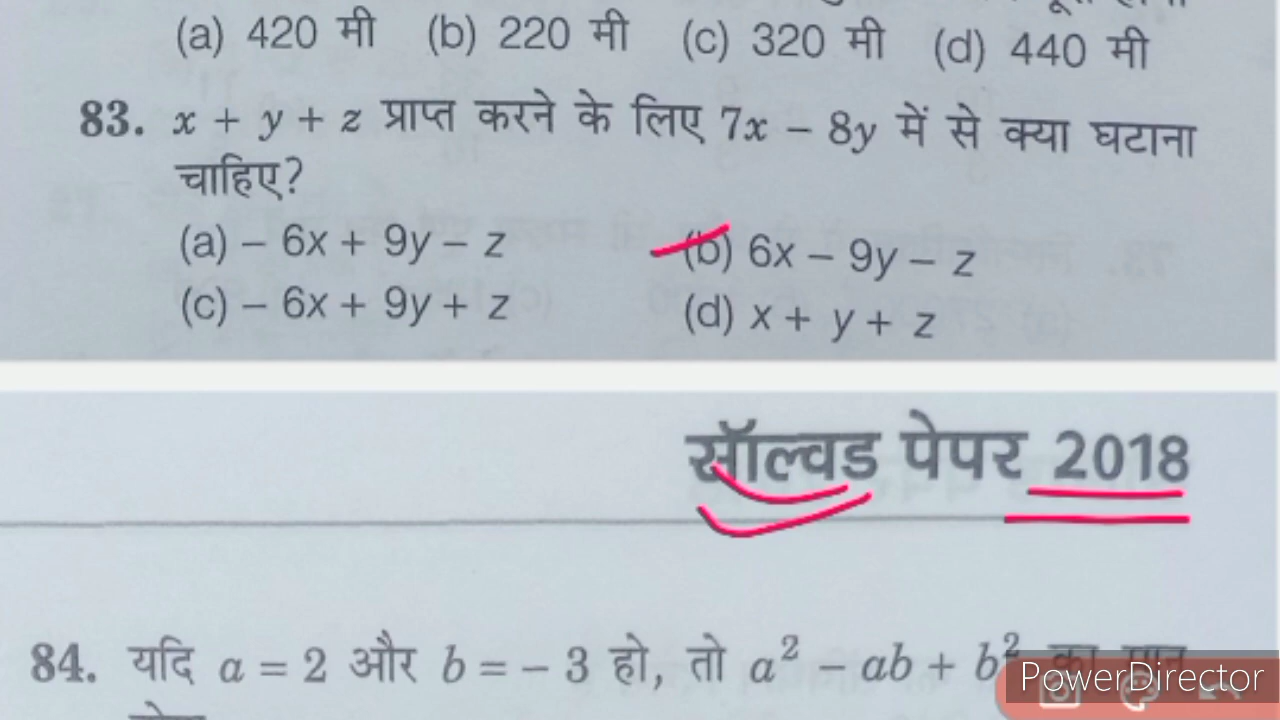 (a) 420 मी (b) 220 मी (c) 320 मी (d) 440 मी
83. x + y + z प्राप्त करने के लिए 7x – 8y में से क्या घटाना
चाहिए?
(a) – 6x + 9y – z (b) 6x – 9y – z
(c) – 6x + 9y + z (d) x + y + z
सॉल्वड पेपर 2018
84. यदि a = 2 और b = – 3 हो, तो a² – ab + b² का मान
PowerDirector